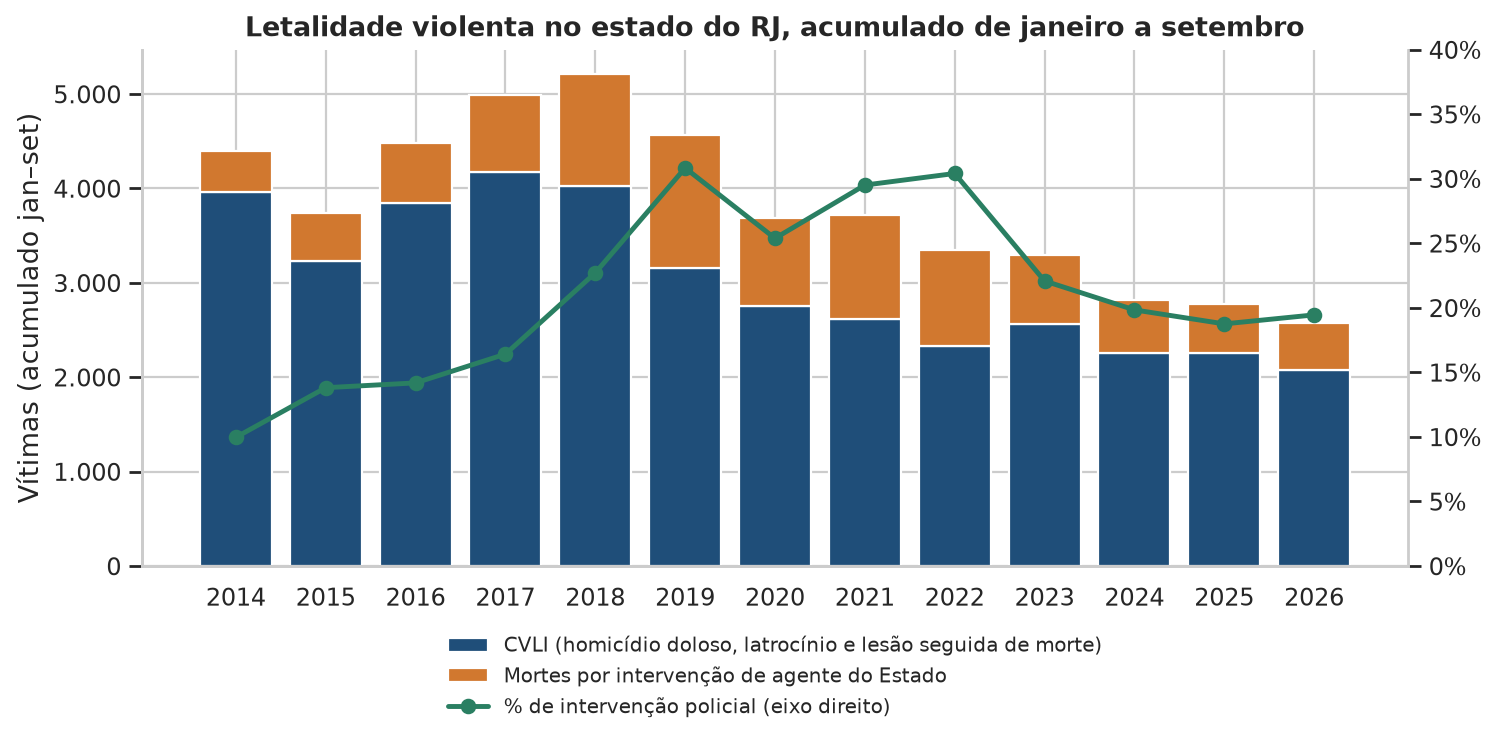 Letalidade violenta no estado do RJ, acumulado de janeiro a setembro
Vítimas (acumulado jan–set)
5.000
4.000
3.000
2.000
1.000
0
40%
35%
30%
25%
20%
15%
10%
5%
0%
2014 2015 2016 2017 2018 2019 2020 2021 2022 2023 2024 2025 2026
CVLI (homicídio doloso, latrocínio e lesão seguida de morte)
Mortes por intervenção de agente do Estado
% de intervenção policial (eixo direito)